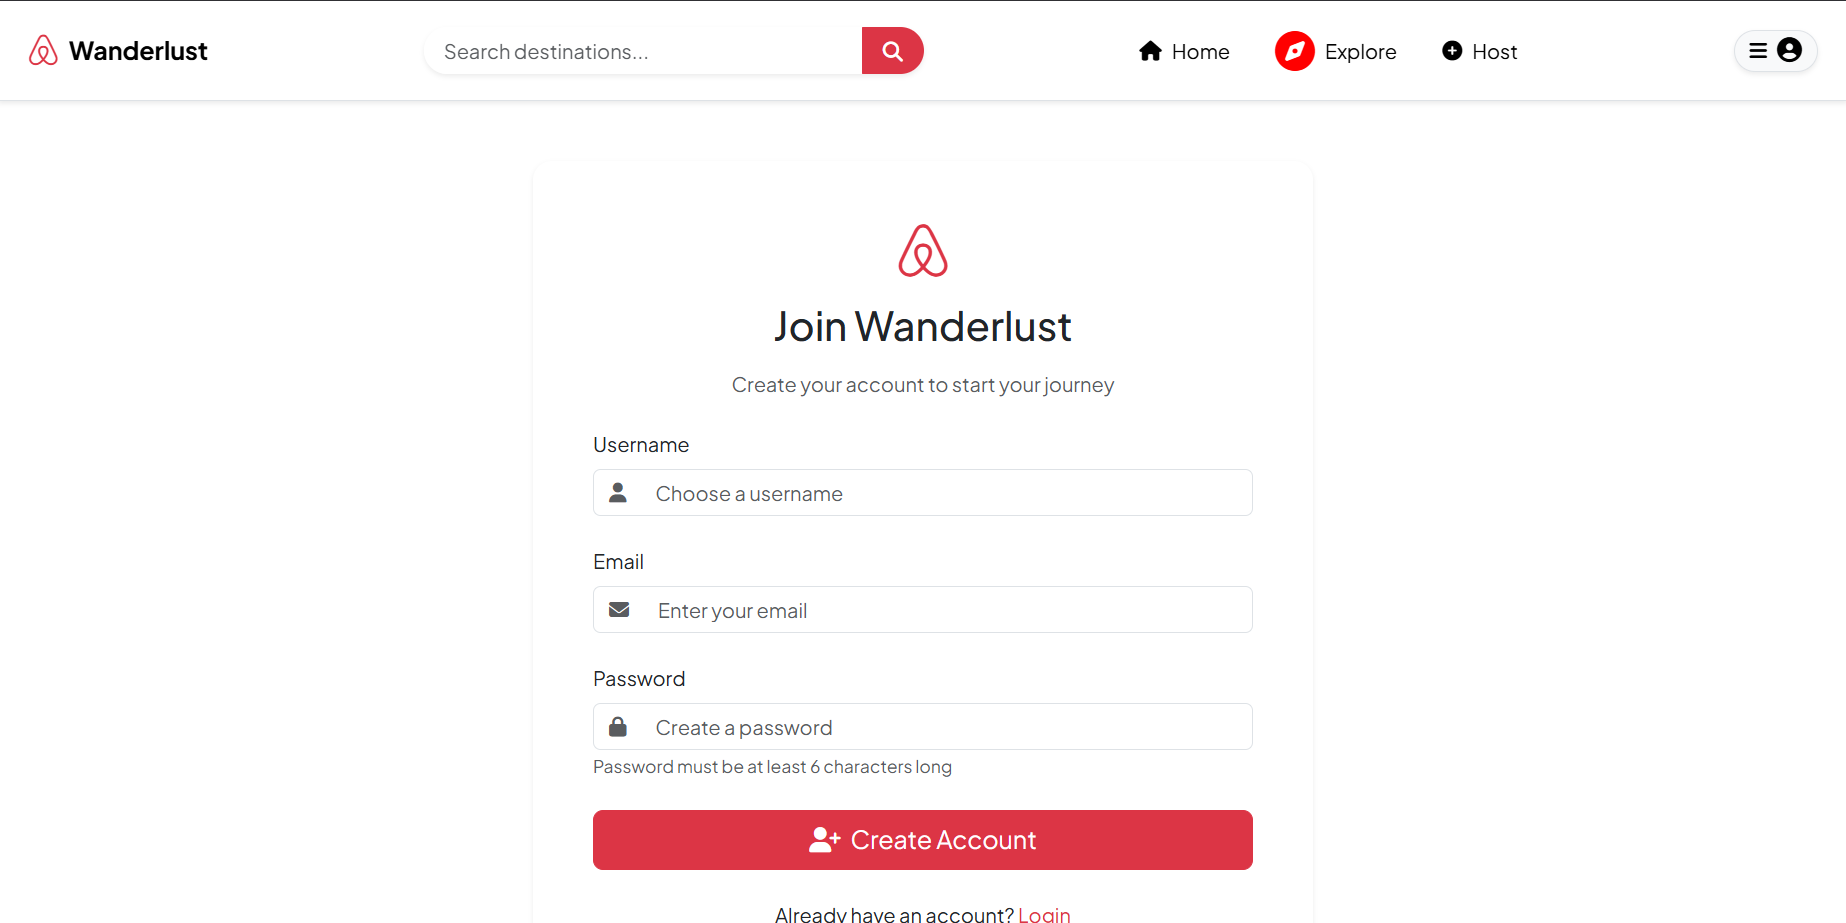 Wanderlust
Search destinations...
Home
Explore
Host
Join Wanderlust
Create your account to start your journey
Username
Choose a username
Email
Enter your email
Password
Create a password
Password must be at least 6 characters long
Create Account
Already have an account? Login